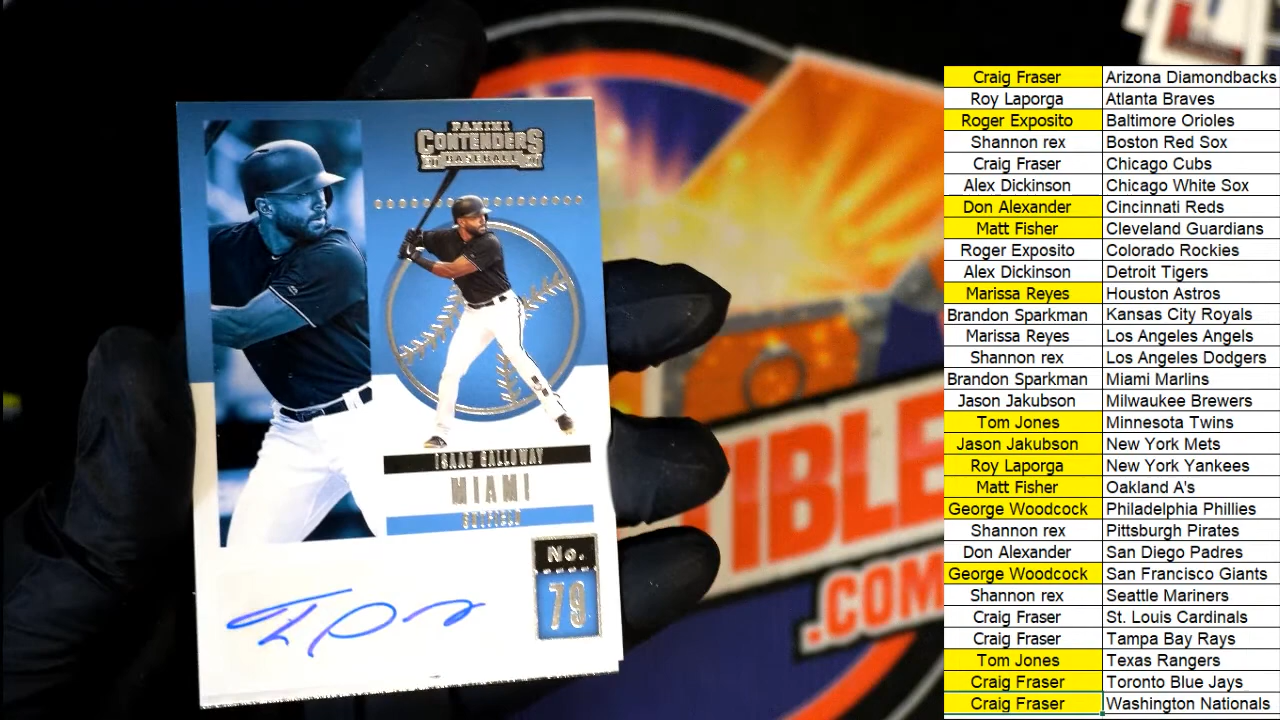 PANINI
CONTENDERS
BASEBALL
ISAAC GALLOWAY
MIAMI
OUTFIELD
No.
79
IBLE
.COM
Craig Fraser Arizona Diamondbacks
Roy Laporga Atlanta Braves
Roger Exposito Baltimore Orioles
Shannon rex Boston Red Sox
Craig Fraser Chicago Cubs
Alex Dickinson Chicago White Sox
Don Alexander Cincinnati Reds
Matt Fisher Cleveland Guardians
Roger Exposito Colorado Rockies
Alex Dickinson Detroit Tigers
Marissa Reyes Houston Astros
Brandon Sparkman Kansas City Royals
Marissa Reyes Los Angeles Angels
Shannon rex Los Angeles Dodgers
Brandon Sparkman Miami Marlins
Jason Jakubson Milwaukee Brewers
Tom Jones Minnesota Twins
Jason Jakubson New York Mets
Roy Laporga New York Yankees
Matt Fisher Oakland A's
George Woodcock Philadelphia Phillies
Shannon rex Pittsburgh Pirates
Don Alexander San Diego Padres
George Woodcock San Francisco Giants
Shannon rex Seattle Mariners
Craig Fraser St. Louis Cardinals
Craig Fraser Tampa Bay Rays
Tom Jones Texas Rangers
Craig Fraser Toronto Blue Jays
Craig Fraser Washington Nationals